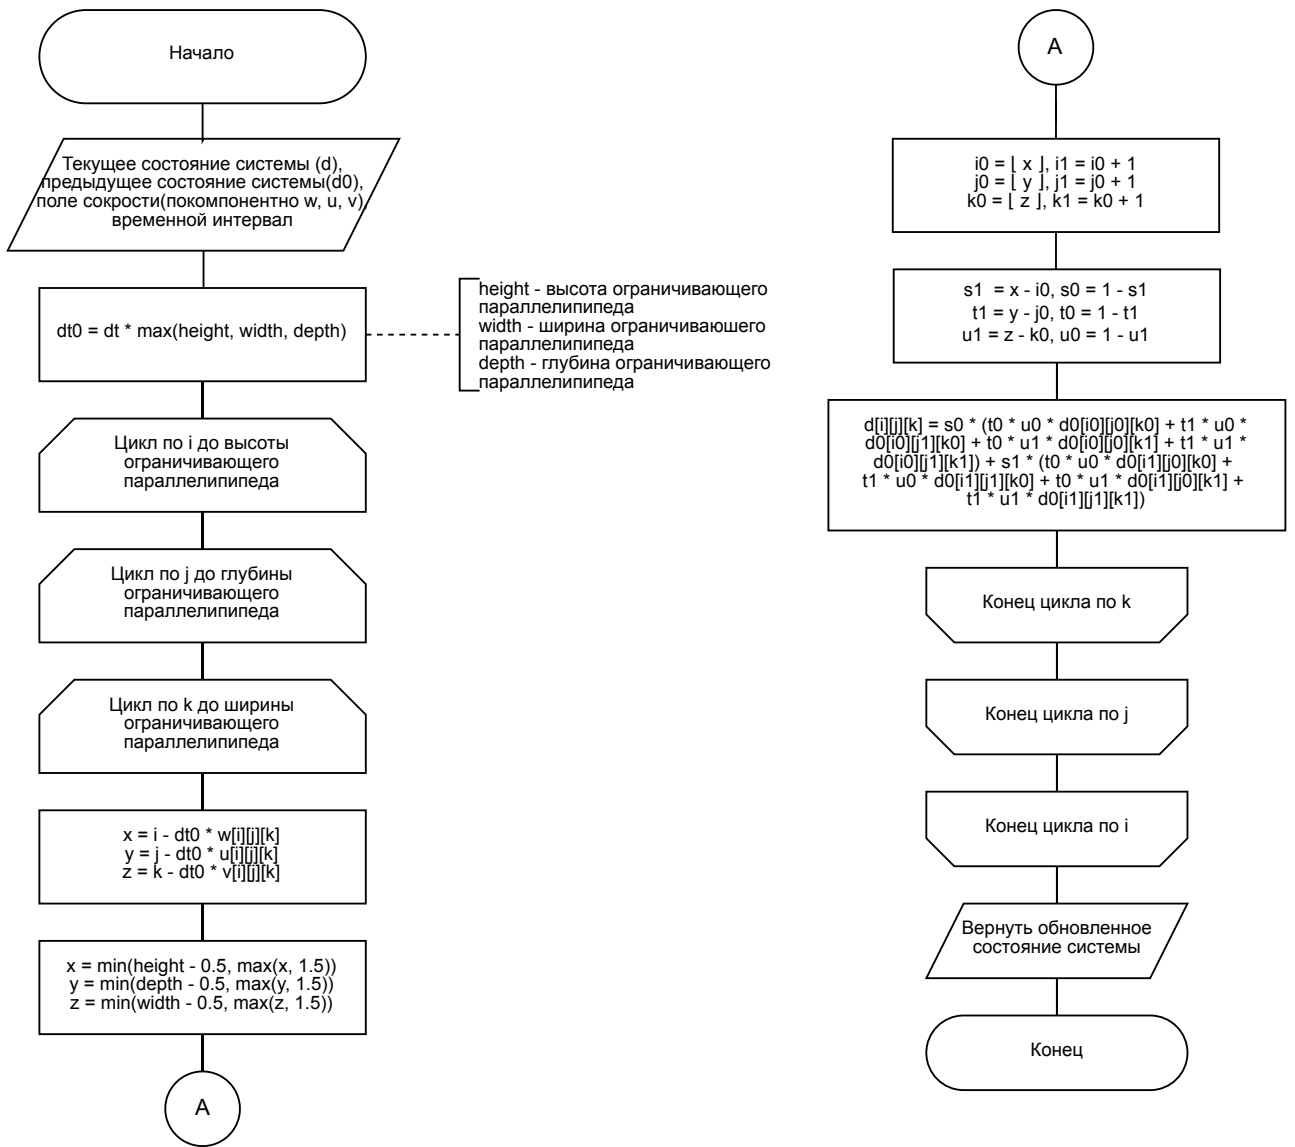 Начало
Текущее состояние системы (d),
предыдущее состояние системы(d0),
поле сокрости(покомпонентно w, u, v),
временной интервал
dt0 = dt * max(height, width, depth)
height - высота ограничивающего
параллелипипеда
width - ширина ограничиваюшего
параллелипипеда
depth - глубина ограничивающего
параллелипипеда
Цикл по i до высоты
ограничивающего
параллелипипеда
Цикл по j до глубины
ограничивающего
параллелипипеда
Цикл по k до ширины
ограничивающего
параллелипипеда
x = i - dt0 * w[i][j][k]
y = j - dt0 * u[i][j][k]
z = k - dt0 * v[i][j][k]
x = min(height - 0.5, max(x, 1.5))
y = min(depth - 0.5, max(y, 1.5))
z = min(width - 0.5, max(z, 1.5))
A
A
i0 = ⌊ x ⌋, i1 = i0 + 1
j0 = ⌊ y ⌋, j1 = j0 + 1
k0 = ⌊ z ⌋, k1 = k0 + 1
s1 = x - i0, s0 = 1 - s1
t1 = y - j0, t0 = 1 - t1
u1 = z - k0, u0 = 1 - u1
d[i][j][k] = s0 * (t0 * u0 * d0[i0][j0][k0] + t1 * u0 *
d0[i0][j1][k0] + t0 * u1 * d0[i0][j0][k1] + t1 * u1 *
d0[i0][j1][k1]) + s1 * (t0 * u0 * d0[i1][j0][k0] +
t1 * u0 * d0[i1][j1][k0] + t0 * u1 * d0[i1][j0][k1] +
t1 * u1 * d0[i1][j1][k1])
Конец цикла по k
Конец цикла по j
Конец цикла по i
Вернуть обновленное
состояние системы
Конец